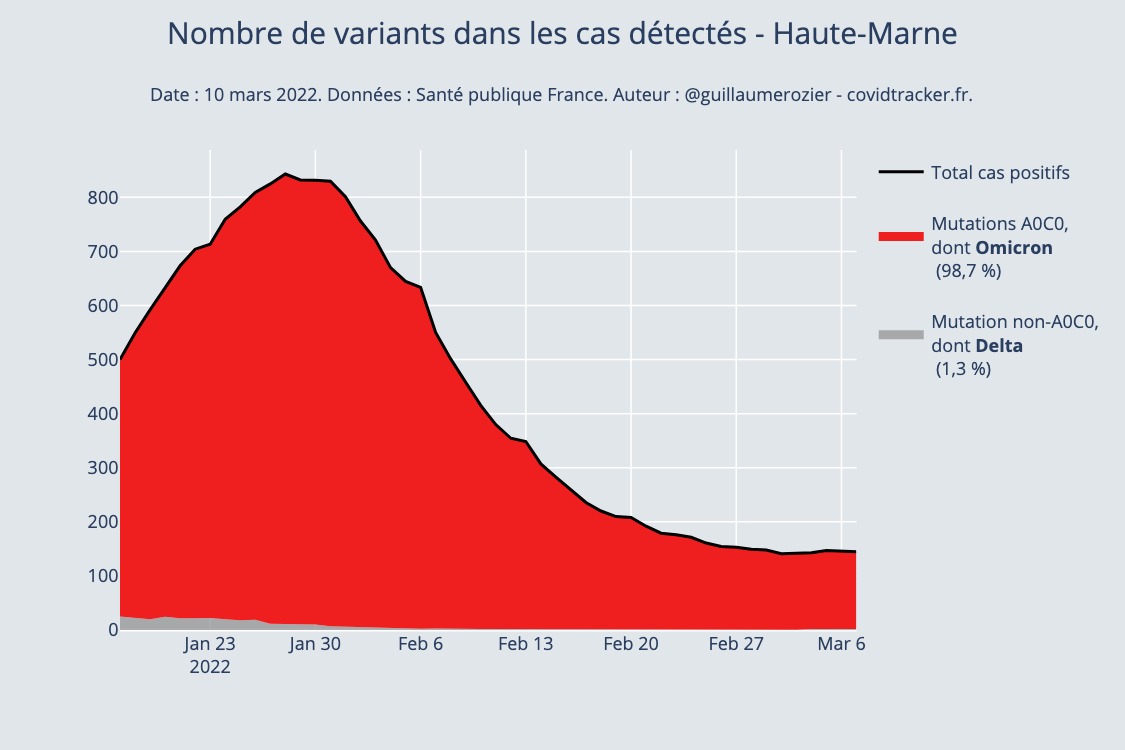 Nombre de variants dans les cas détectés - Haute-Marne
Date : 10 mars 2022. Données : Santé publique France. Auteur : @guillaumerozier - covidtracker.fr.
Total cas positifs
Mutations A0C0,
dont Omicron
(98,7 %)
Mutation non-A0C0,
dont Delta
(1,3 %)
800
700
600
500
400
300
200
100
0
Jan 23
2022
Jan 30
Feb 6
Feb 13
Feb 20
Feb 27
Mar 6